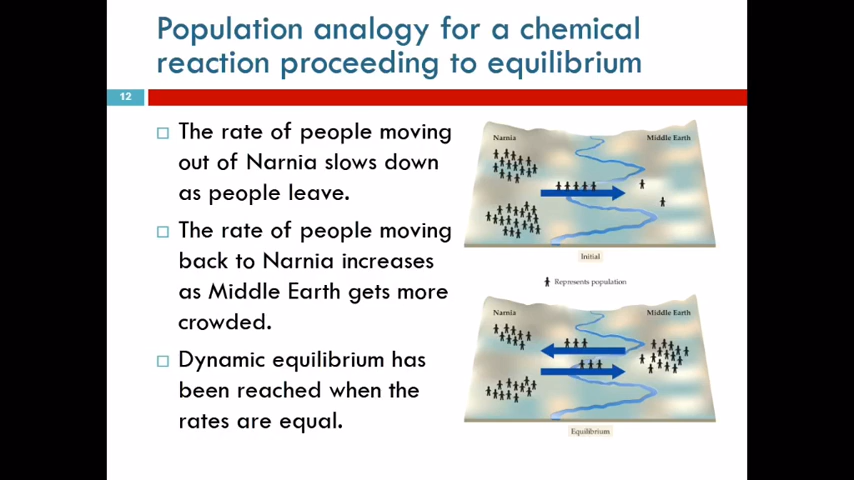 Population analogy for a chemical
reaction proceeding to equilibrium
12
The rate of people moving
out of Narnia slows down
as people leave.
The rate of people moving
back to Narnia increases
as Middle Earth gets more
crowded.
Dynamic equilibrium has
been reached when the
rates are equal.
Narnia
Middle Earth
Initial
Represents population
Narnia
Middle Earth
Equilibrium